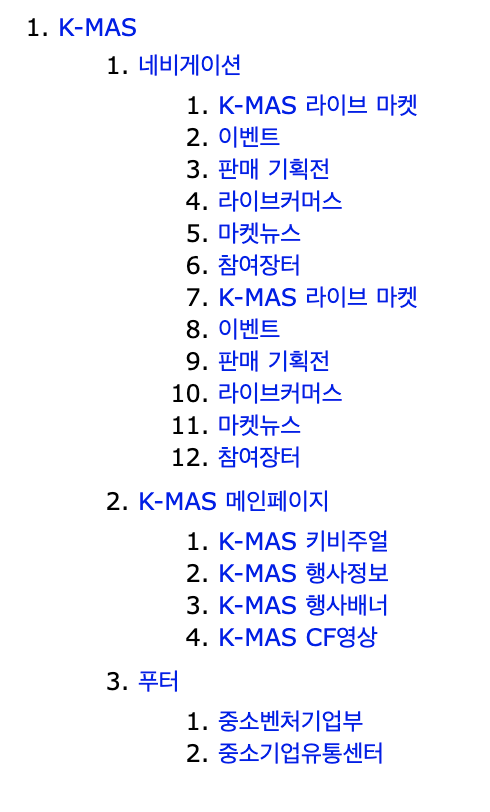 1. K-MAS
1. 네비게이션
1. K-MAS 라이브 마켓
2. 이벤트
3. 판매 기획전
4. 라이브커머스
5. 마켓뉴스
6. 참여장터
7. K-MAS 라이브 마켓
8. 이벤트
9. 판매 기획전
10. 라이브커머스
11. 마켓뉴스
12. 참여장터
2. K-MAS 메인페이지
1. K-MAS 키비주얼
2. K-MAS 행사정보
3. K-MAS 행사배너
4. K-MAS CF영상
3. 푸터
1. 중소벤처기업부
2. 중소기업유통센터